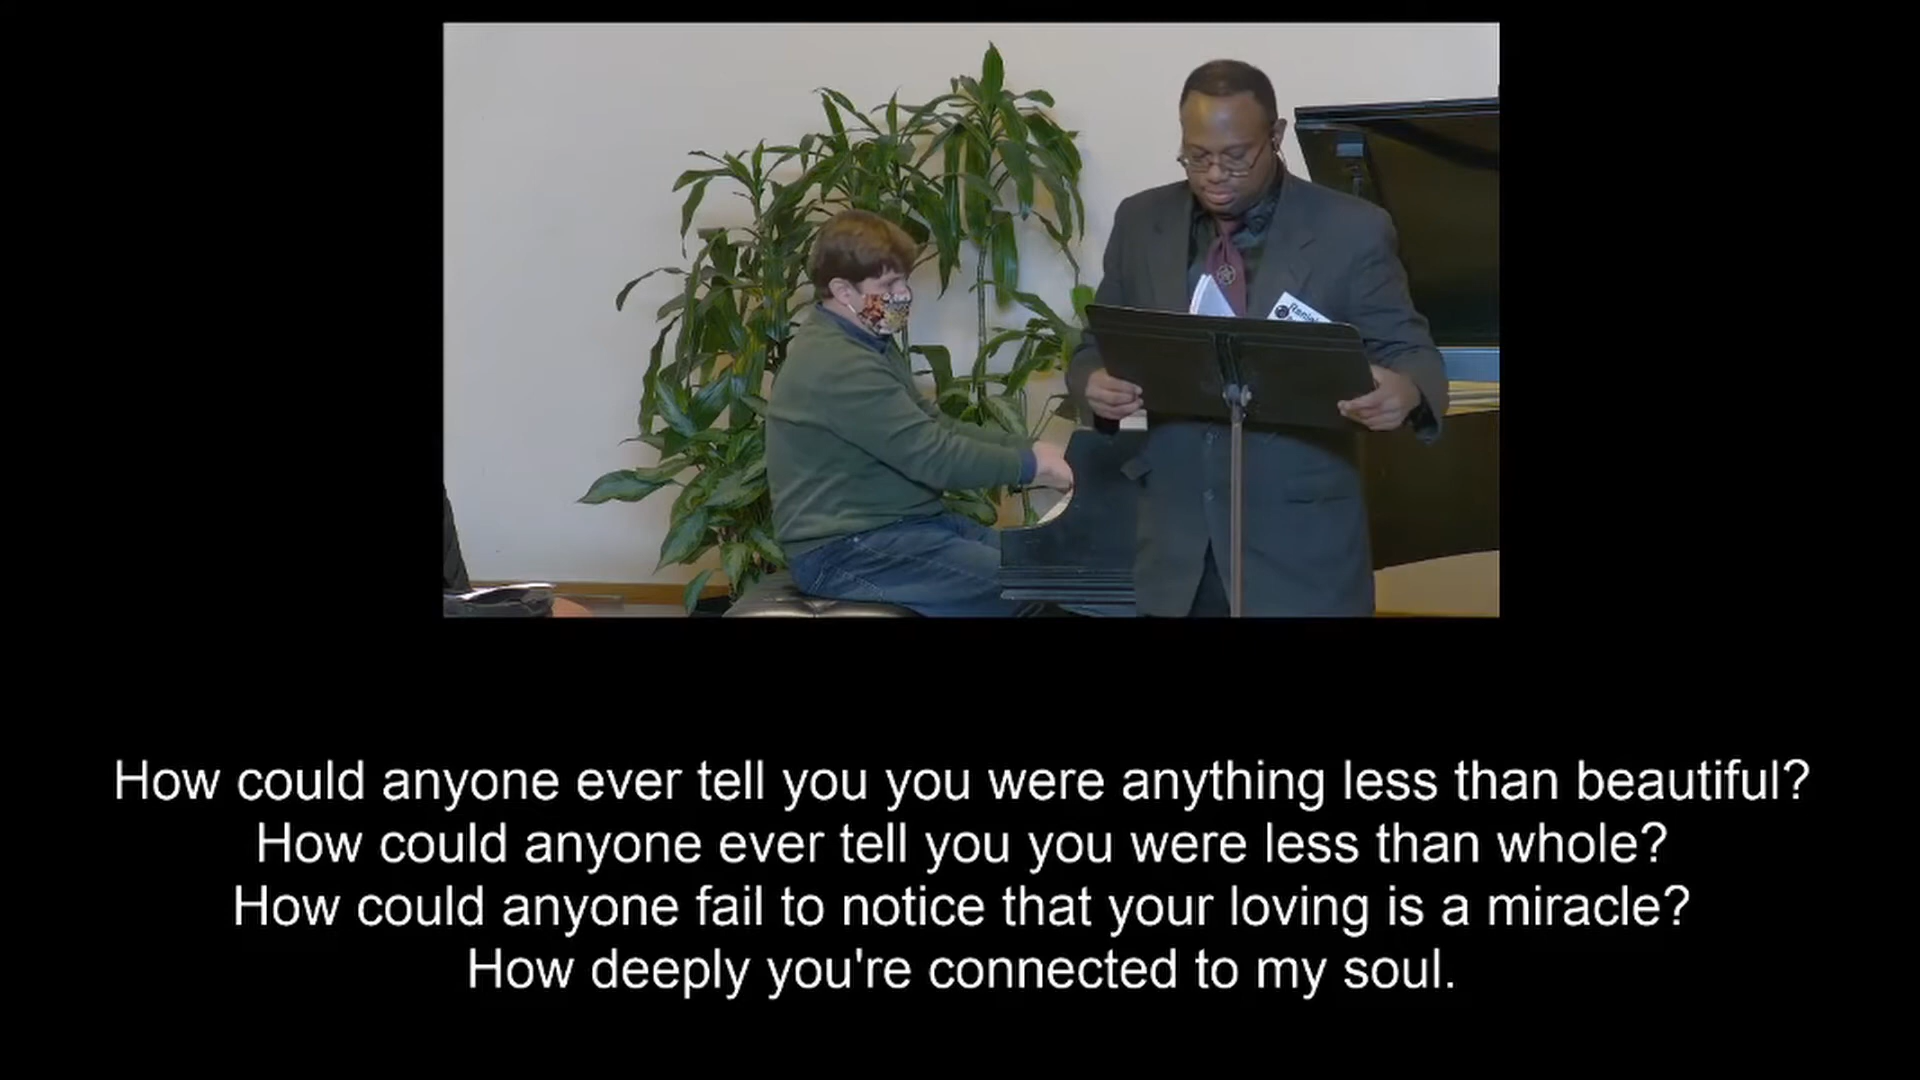 How could anyone ever tell you you were anything less than beautiful?
How could anyone ever tell you you were less than whole?
How could anyone fail to notice that your loving is a miracle?
How deeply you're connected to my soul.